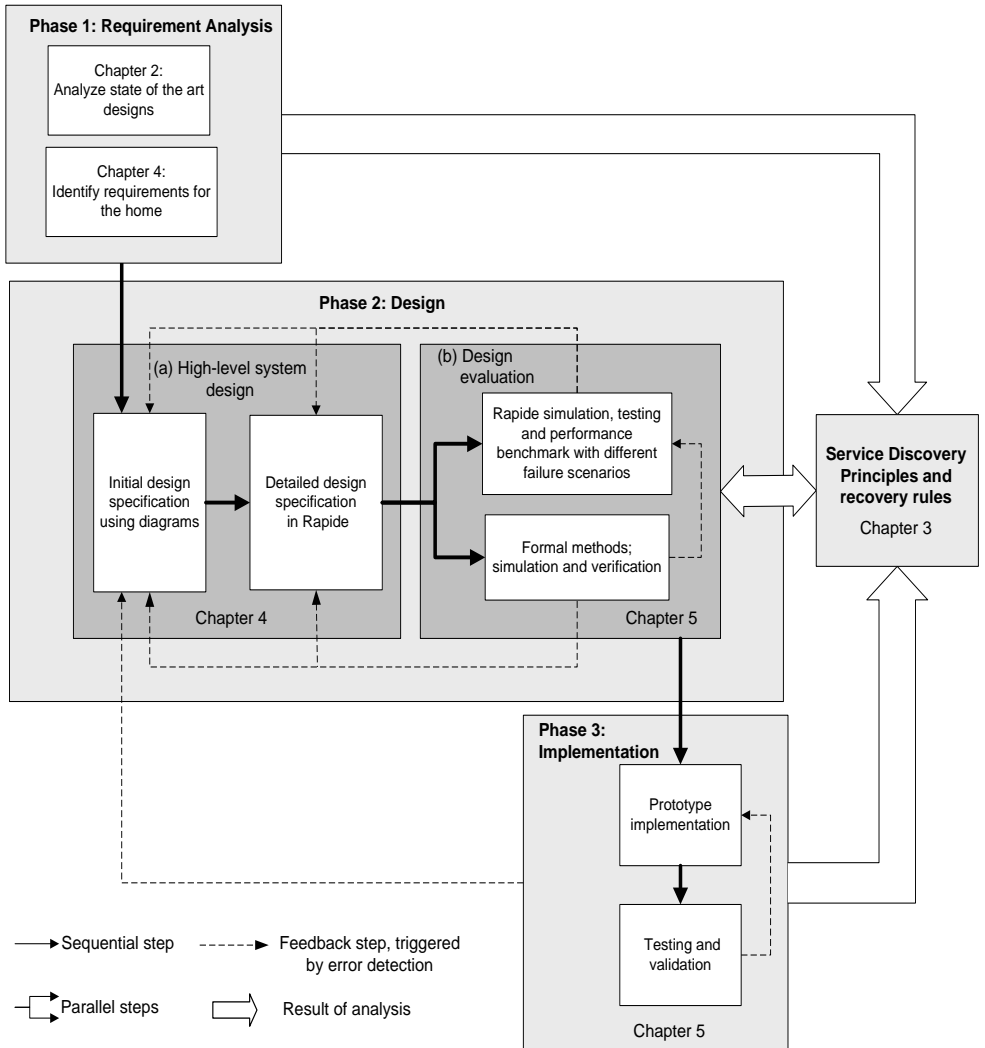 Phase 1: Requirement Analysis
Chapter 2:
Analyze state of the art
designs
Chapter 4:
Identify requirements for
the home
Phase 2: Design
(a) High-level system
design
(b) Design
evaluation
Initial design
specification
using diagrams
Detailed design
specification
in Rapide
Rapide simulation, testing
and performance
benchmark with different
failure scenarios
Formal methods;
simulation and verification
Chapter 4
Chapter 5
Service Discovery
Principles and
recovery rules
Chapter 3
Phase 3:
Implementation
Prototype
implementation
Testing and
validation
Chapter 5
Sequential step
Feedback step, triggered
by error detection
Parallel steps
Result of analysis